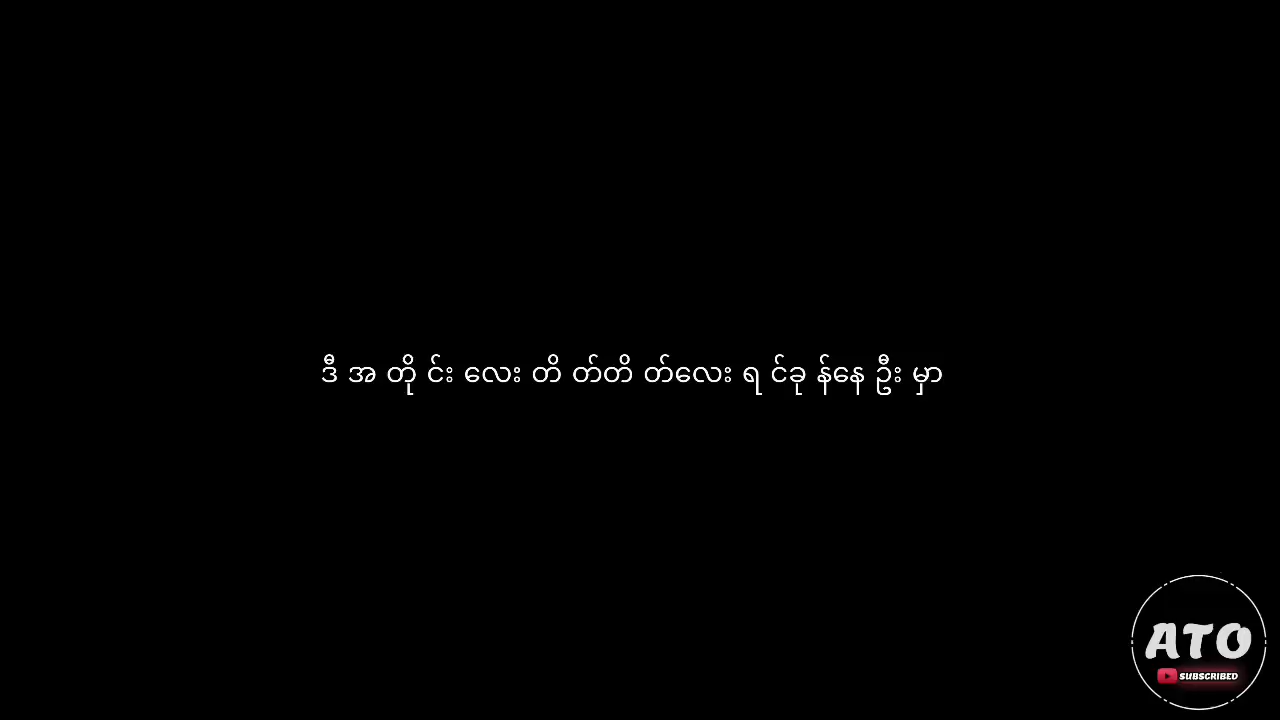 ဒီ အ တို င်း လေး တိ တ်တိ တ်လေး ရ င်ခု န်နေ ဦး မှာ
ATO
SUBSCRIBED